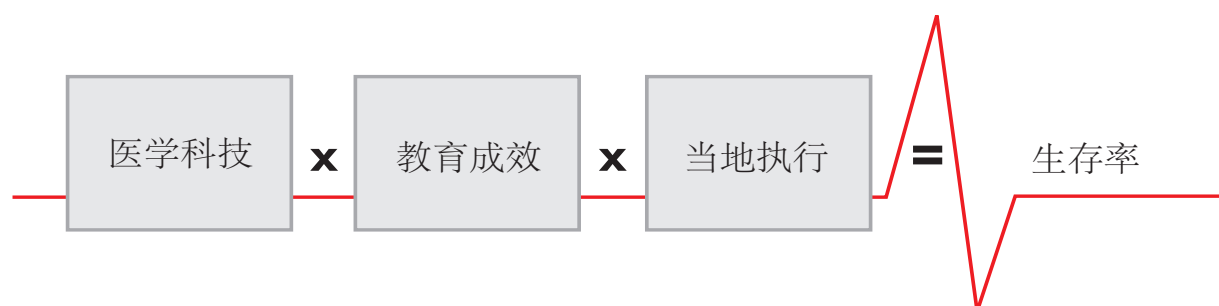 医学科技 x 教育成效 x 当地执行 = 生存率